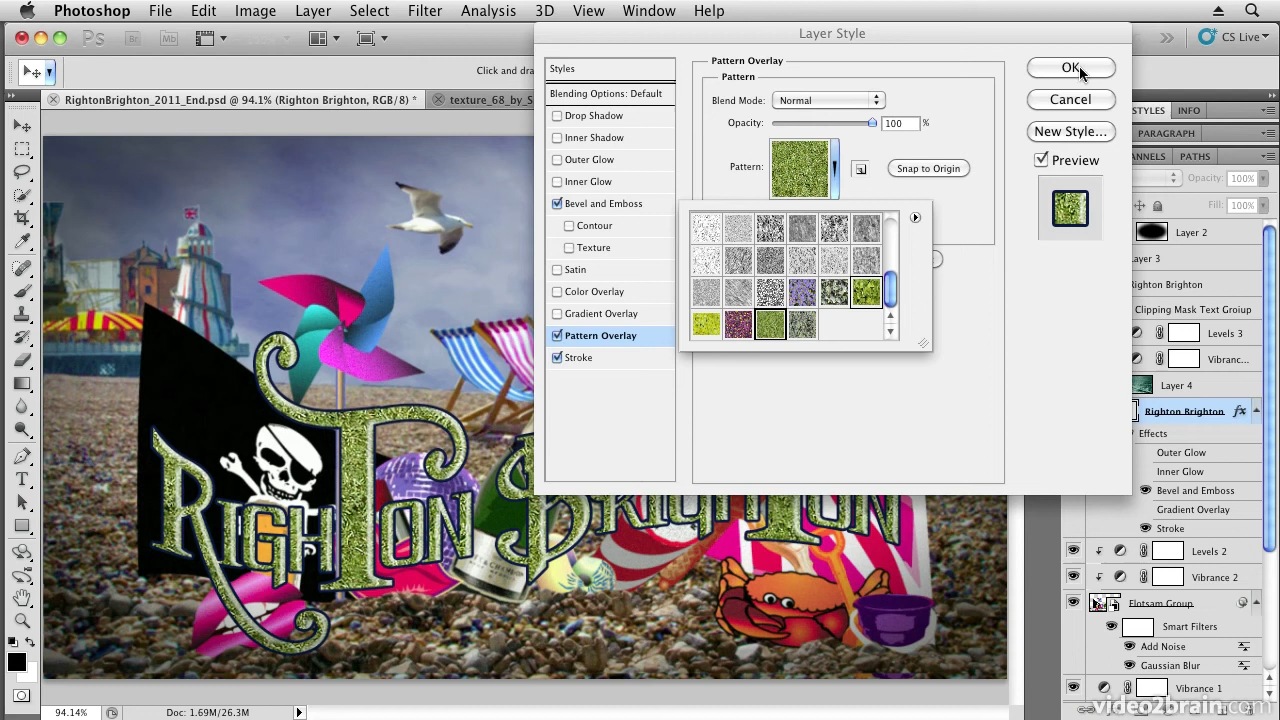 Photoshop File Edit Image Layer Select Filter Analysis 3D View Window Help
Layer Style
Ps Br Mb
CS Live
Click and dra
RightonBrighton_2011_End.psd @ 94.1% (Righton Brighton, RGB/8) *
texture_68_by_S
Styles
Blending Options: Default
Drop Shadow
Inner Shadow
Outer Glow
Inner Glow
Bevel and Emboss
Contour
Texture
Satin
Color Overlay
Gradient Overlay
Pattern Overlay
Stroke
Pattern Overlay
Pattern
Blend Mode: Normal
Opacity: 100 %
Pattern:
Snap to Origin
OK
Cancel
New Style...
Preview
STYLES INFO
PARAGRAPH
ANNELS PATHS
Opacity: 100%
Fill: 100%
Layer 2
ayer 3
Righton Brighton
Clipping Mask Text Groiup
Levels 3
Vibranc...
Layer 4
Righton Brighton fx
Effects
Outer Glow
Inner Glow
Bevel and Emboss
Gradient Overlay
Stroke
Levels 2
Vibrance 2
Flotsam Group
Smart Filters
Add Noise
Gaussian Blur
Vibrance 1
RIGHTON BRIGHTON
94.14% Doc: 1.69M/26.3M
video2brain.com